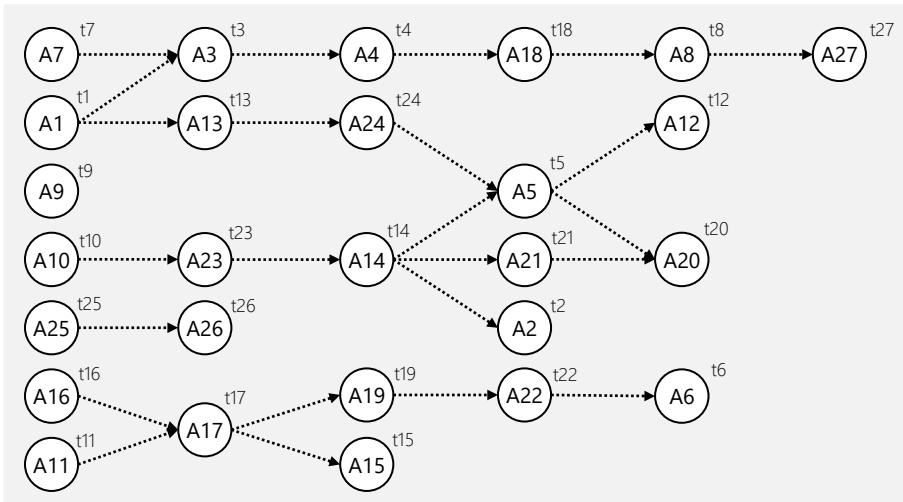 t7 t3 t4 t18 t8 t27
A7 A3 A4 A18 A8 A27
t1 t13 t24 t12
A1 A13 A24 A12
t9 t5
A9 A5
t10 t23 t14 t21 t20
A10 A23 A14 A21 A20
t25 t26 t2
A25 A26 A2
t16 t19 t22 t6
A16 A19 A22 A6
t17
A17
t11 t15
A11 A15